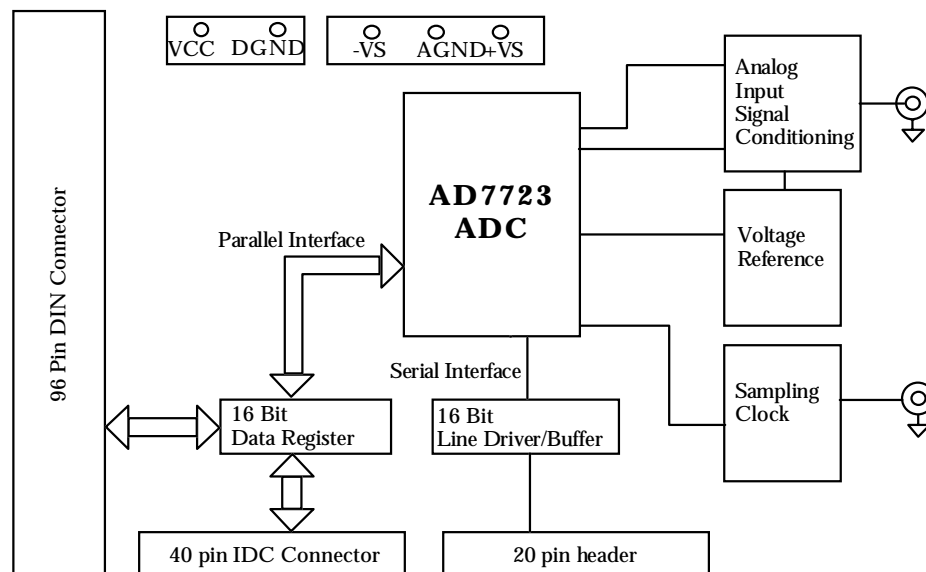 VCC DGND
-VS AGND+VS
Analog
Input
Signal
Conditioning
AD7723
ADC
Parallel Interface
Voltage
Reference
96 Pin DIN Connector
Serial Interface
Sampling
Clock
16 Bit
Data Register
16 Bit
Line Driver/Buffer
40 pin IDC Connector
20 pin header